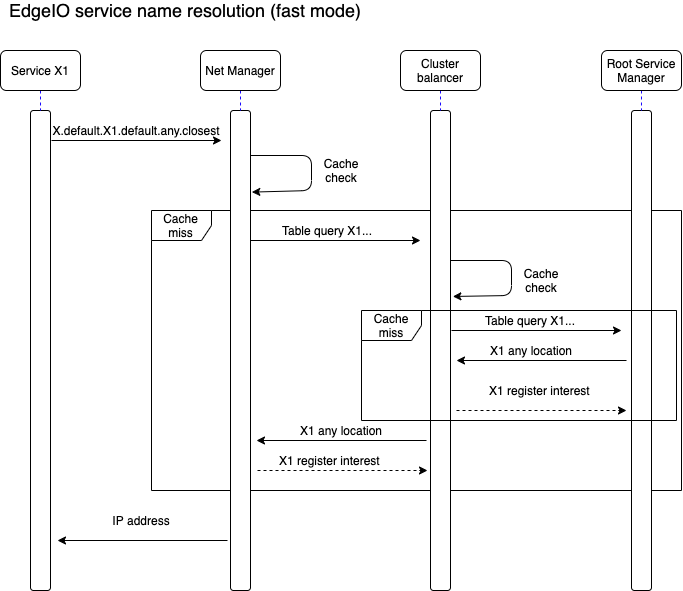 EdgeIO service name resolution (fast mode)
Service X1
Net Manager
Cluster
balancer
Root Service
Manager
X.default.X1.default.any.closest
Cache
check
Cache
miss
Table query X1...
Cache
check
Cache
miss
Table query X1...
X1 any location
X1 register interest
X1 any location
X1 register interest
IP address